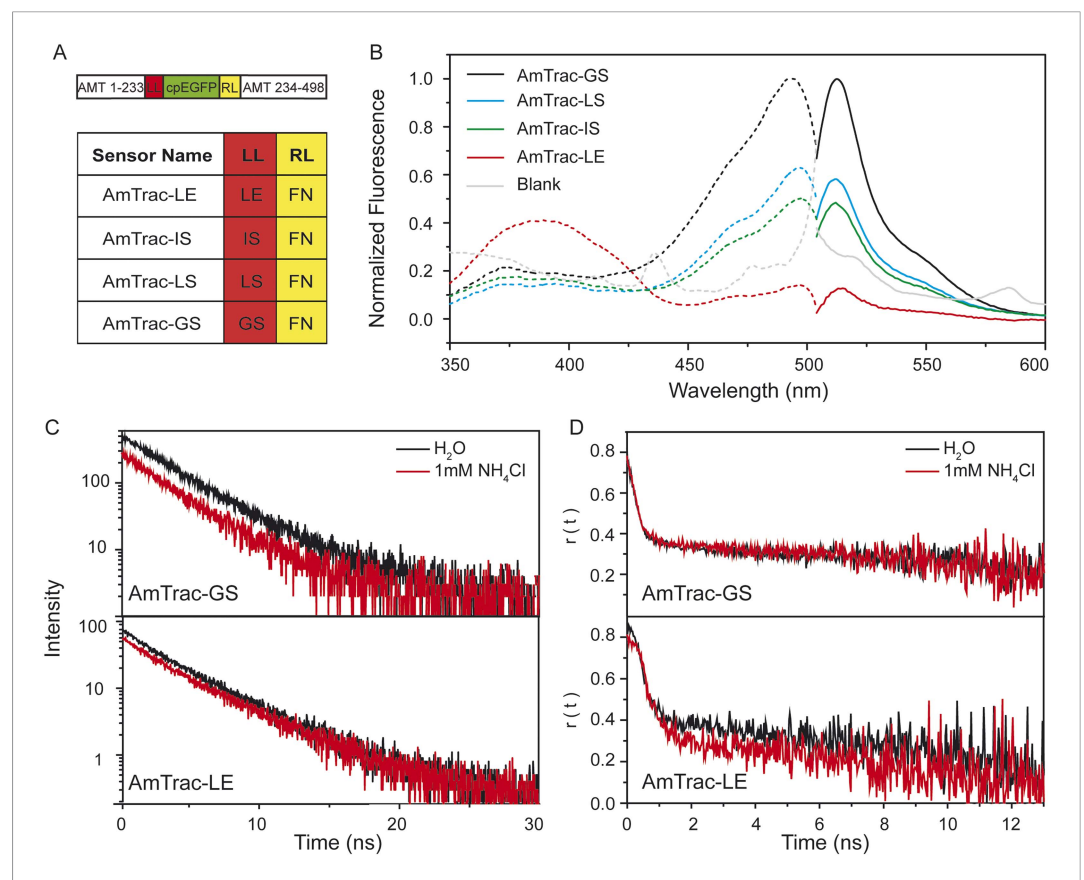 A
AMT 1-233 LL cpEGFP RL AMT 234-498
Sensor Name LL RL
AmTrac-LE LE FN
AmTrac-IS IS FN
AmTrac-LS LS FN
AmTrac-GS GS FN
B
AmTrac-GS
AmTrac-LS
AmTrac-IS
AmTrac-LE
Blank
Normalized Fluorescence
1.0
0.8
0.6
0.4
0.2
0.0
350 400 450 500 550 600
Wavelength (nm)
C
H₂O
1mM NH₄Cl
100
10
AmTrac-GS
Intensity
100
10
1
AmTrac-LE
0 10 20 30
Time (ns)
D
H₂O
1mM NH₄Cl
0.8
0.6
0.4
0.2
r ( t )
AmTrac-GS
0.8
0.6
0.4
0.2
0.0
r ( t )
AmTrac-LE
0 2 4 6 8 10 12
Time (ns)